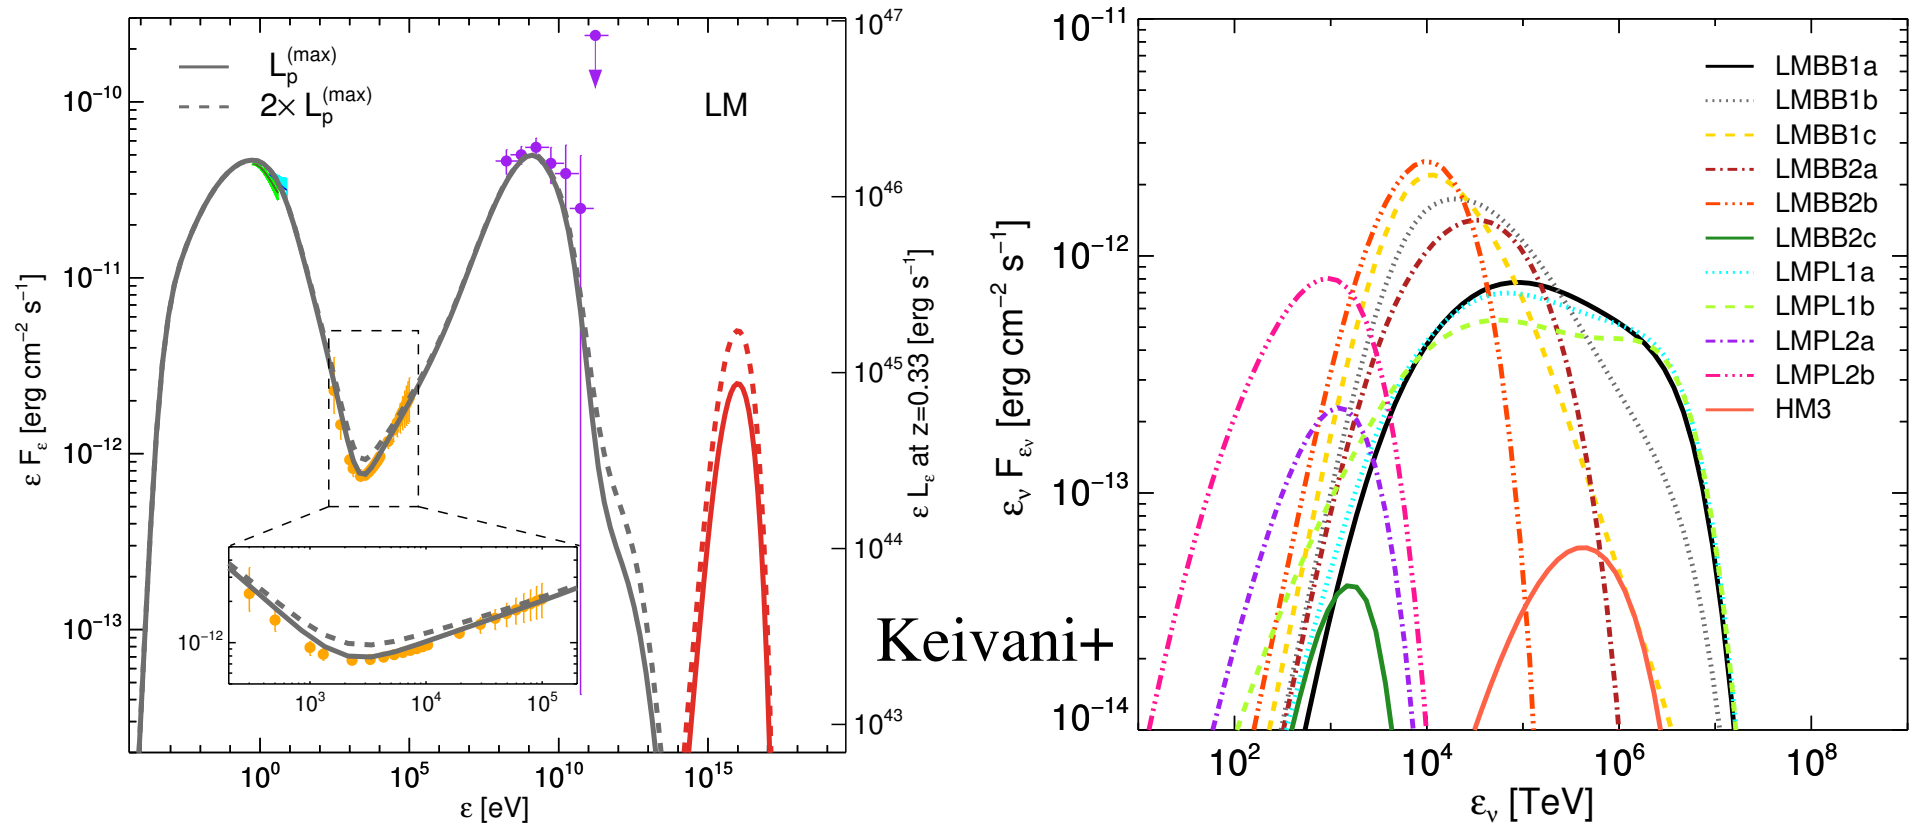 L_p^(max)
2× L_p^(max)
LM
10^-10
10^-11
10^-12
10^-13
ε F_ε [erg cm^-2 s^-1]
10^47
10^46
10^45
10^44
10^43
ε L_ε at z=0.33 [erg s^-1]
10^-12
10^3 10^4 10^5
10^0 10^5 10^10 10^15
ε [eV]
Keivani+
10^-11
10^-12
10^-13
10^-14
ε_ν F_ε_ν [erg cm^-2 s^-1]
LMBB1a
LMBB1b
LMBB1c
LMBB2a
LMBB2b
LMBB2c
LMPL1a
LMPL1b
LMPL2a
LMPL2b
HM3
10^2 10^4 10^6 10^8
ε_ν [TeV]